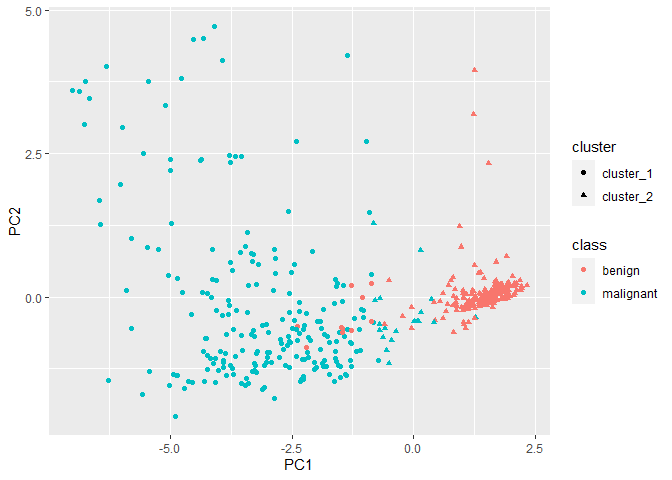 5.0
2.5
0.0
PC2
-5.0
-2.5
0.0
2.5
PC1
cluster
cluster_1
cluster_2
class
benign
malignant